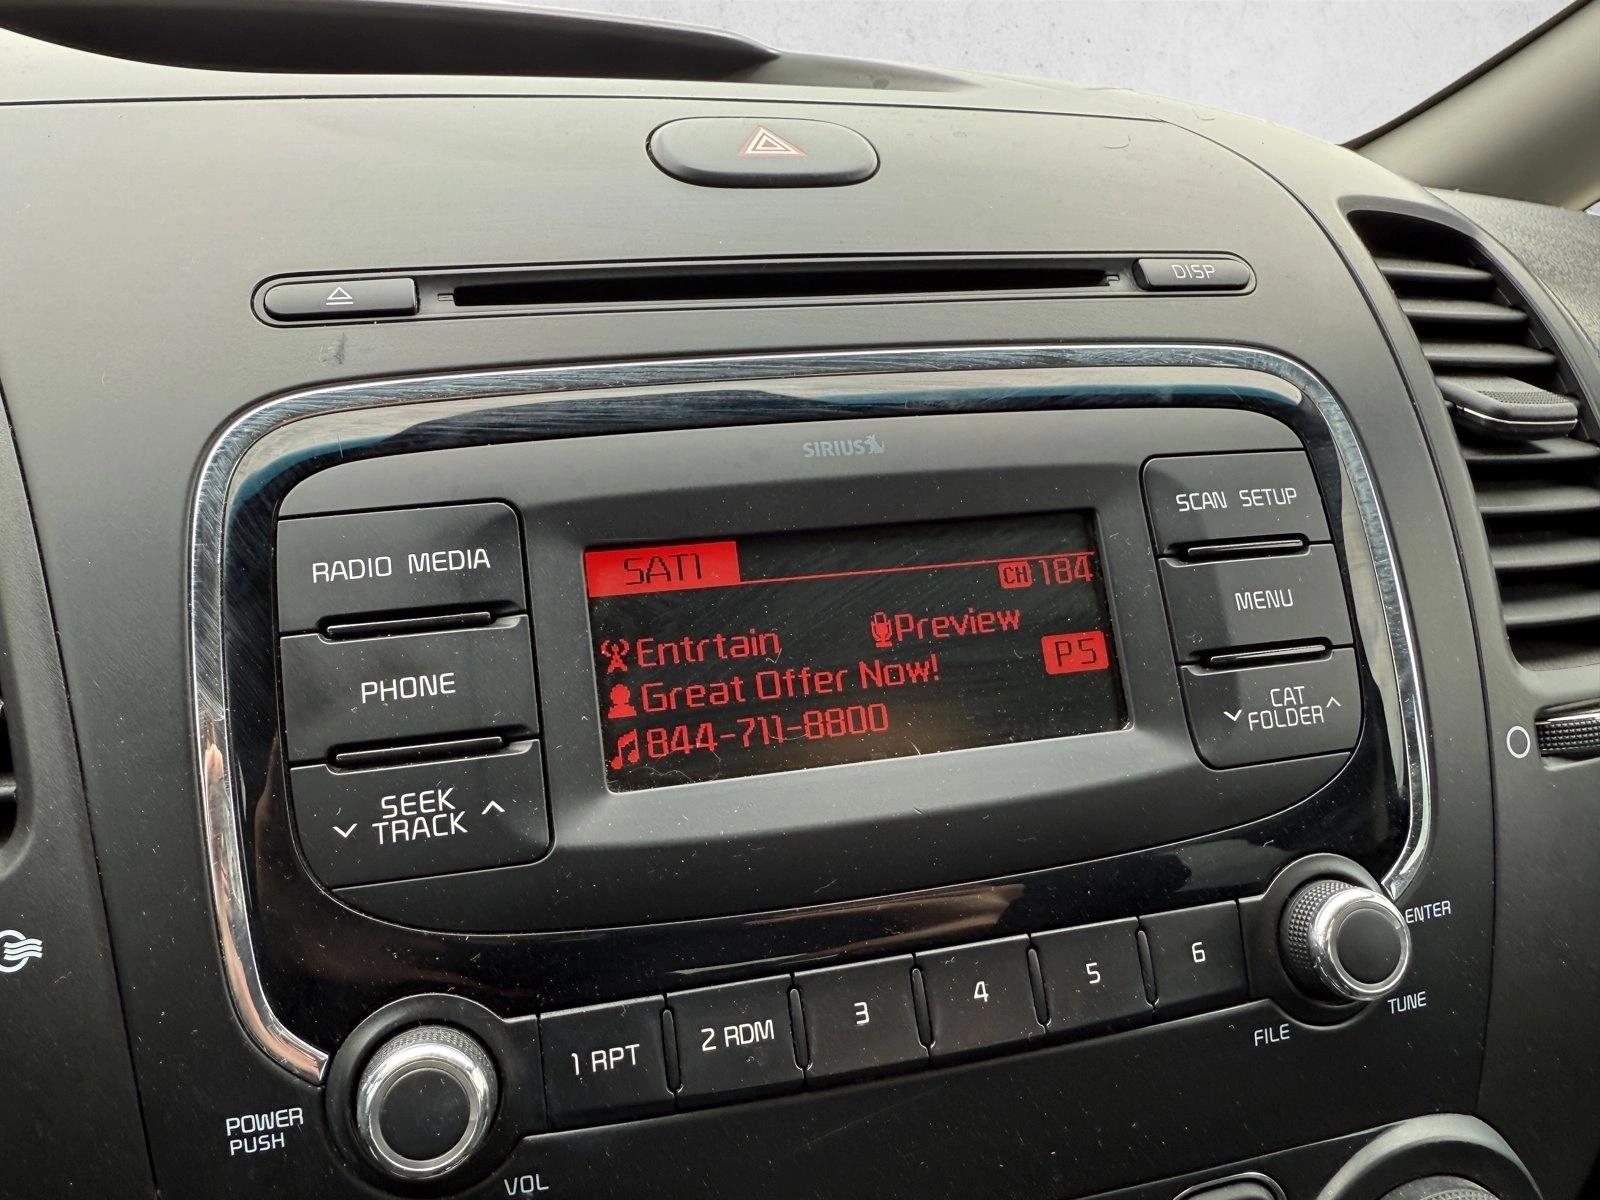 DISP
SIRIUS
RADIO MEDIA
PHONE
SEEK
TRACK
SAT1
CH 184
Entrtain
Preview
Great Offer Now!
P5
844-711-8800
SCAN SETUP
MENU
CAT
FOLDER
1 RPT
2 RDM
3
4
5
6
ENTER
TUNE
FILE
POWER
PUSH
VOL